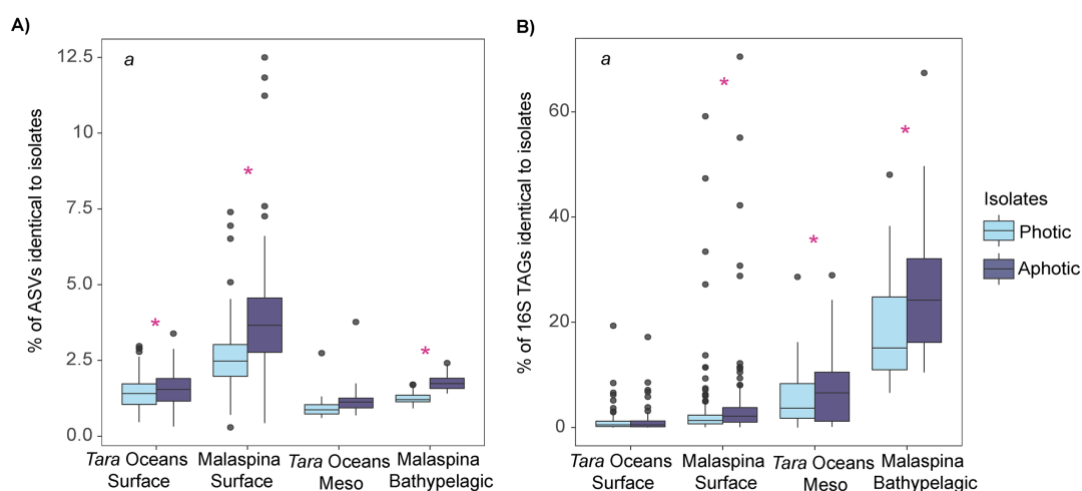 A)
% of ASVs identical to isolates
12.5
10
7.5
5.0
2.5
0.0
a
*
*
*
Tara Oceans
Surface
Malaspina
Surface
Tara Oceans
Meso
Malaspina
Bathypelagic
B)
% of 16S TAGs identical to isolates
60
40
20
0
a
*
*
*
Tara Oceans
Surface
Malaspina
Surface
Tara Oceans
Meso
Malaspina
Bathypelagic
Isolates
Photic
Aphotic